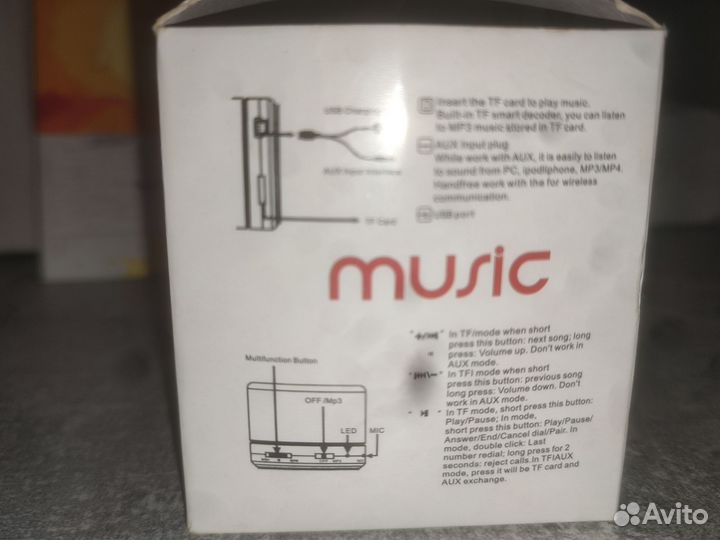 USB Charging
AUX Input Interface
TF Card
Insert the TF card to play music.
Built-in TF smart decoder, you can listen
to MP3 music stored in TF card.
AUX Input plug
While work with AUX, it is easily to listen
to sound from PC, ipod/iphone, MP3/MP4.
Handfree work with the for wireless
communication.
USB port
music
Multifunction Button
OFF /Mp3
LED
MIC
In TF/mode when short
press this button: next song; long
press: Volume up. Don't work in
AUX mode.
In TFI mode when short
press this button: previous song
long press: Volume down. Don't
work in AUX mode.
In TF mode, short press this button:
Play/Pause; In mode,
short press this button: Play/Pause/
Answer/End/Cancel dial/Pair. In
mode, double click: Last
number redial; long press for 2
seconds: reject calls.In TFIAUX
mode, press it will be TF card and
AUX exchange.
Avito